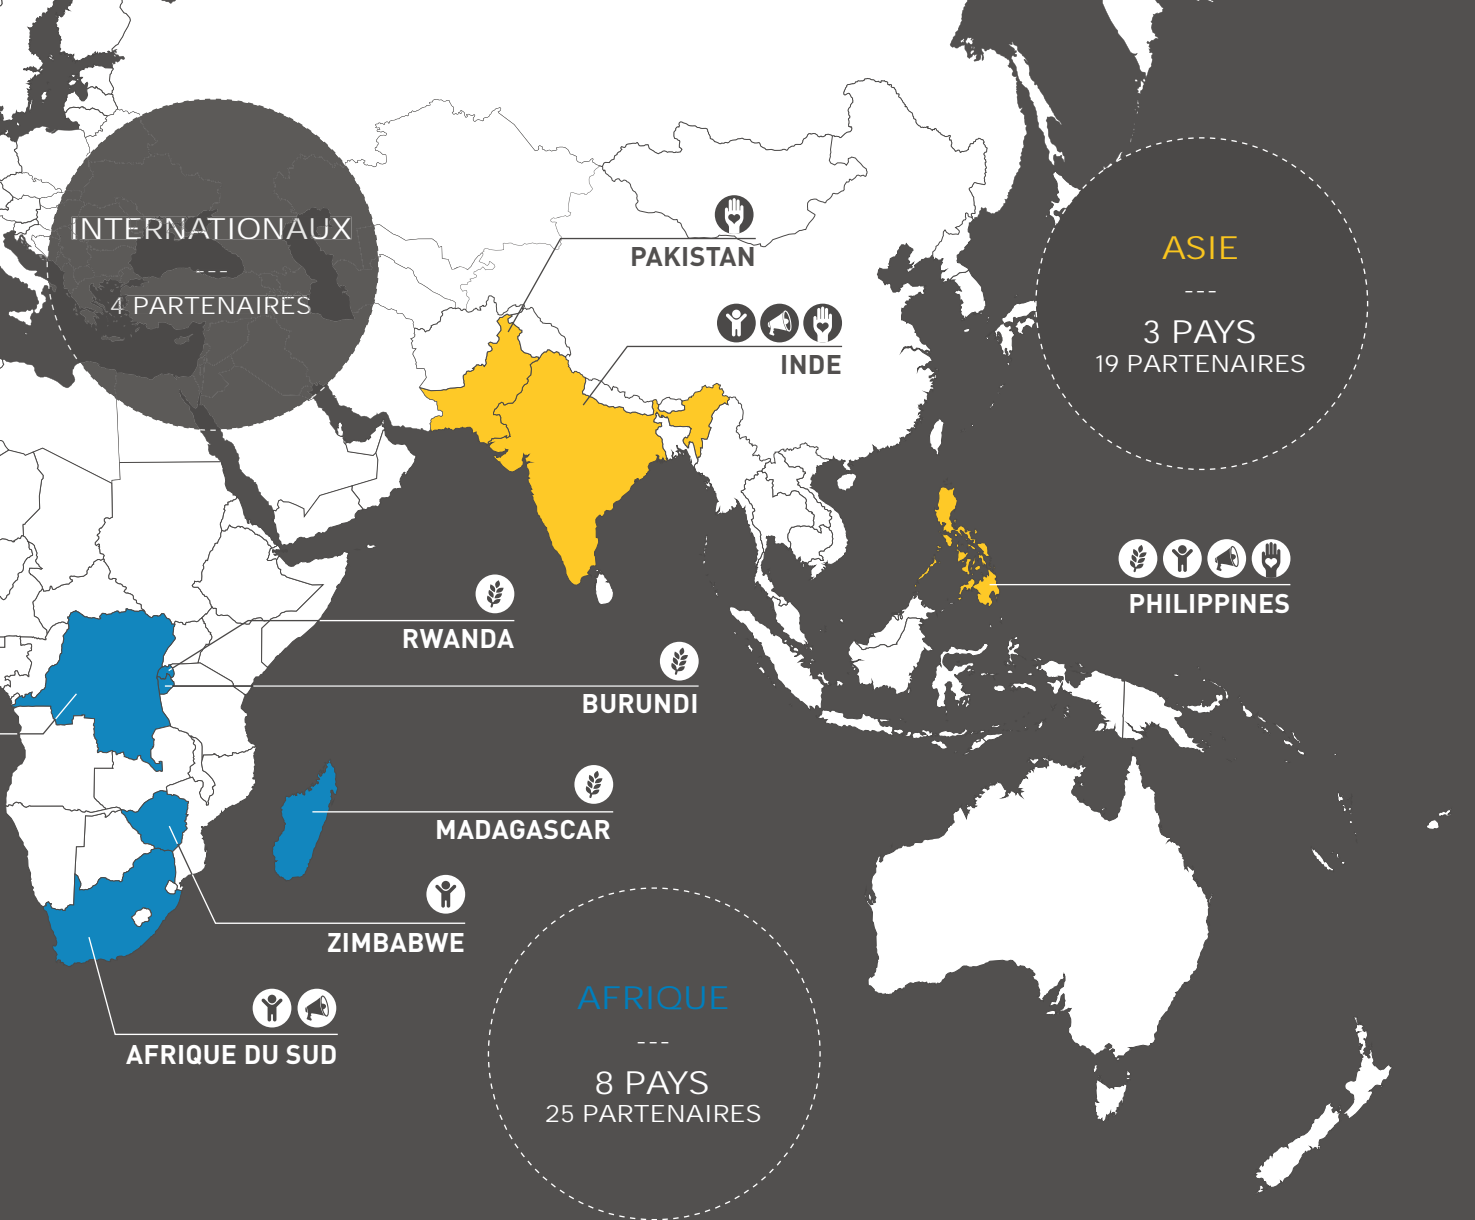 INTERNATIONAUX
---
4 PARTENAIRES
PAKISTAN
INDE
ASIE
---
3 PAYS
19 PARTENAIRES
PHILIPPINES
RWANDA
BURUNDI
MADAGASCAR
ZIMBABWE
AFRIQUE DU SUD
AFRIQUE
---
8 PAYS
25 PARTENAIRES